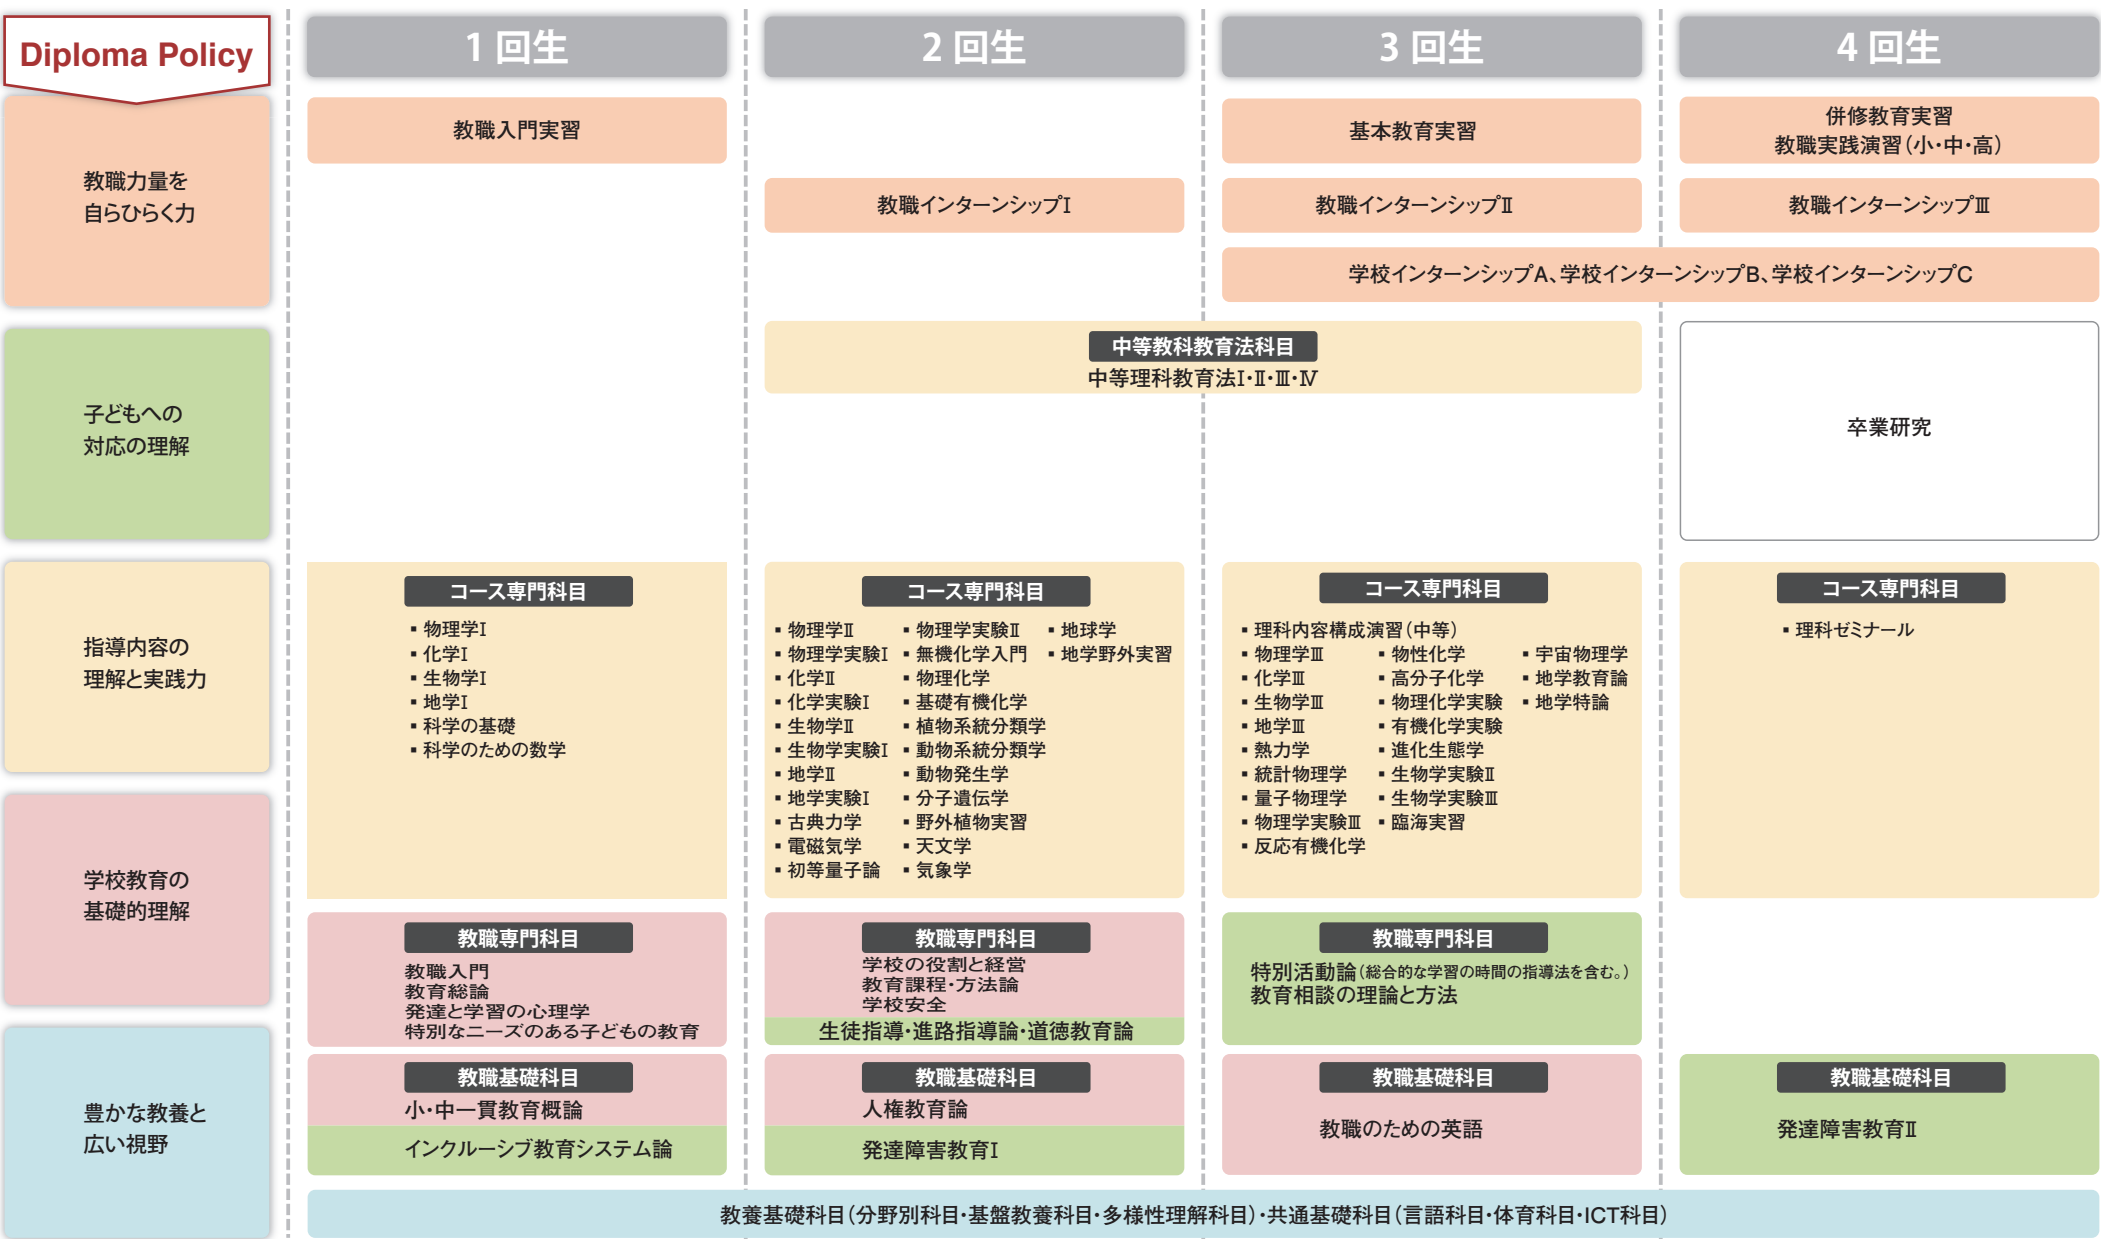 Diploma Policy
1 回生
2 回生
3 回生
4 回生
教職力量を
自らひらく力
教職入門実習
基本教育実習
併修教育実習
教職実践演習(小・中・高)
教職インターンシップⅠ
教職インターンシップⅡ
教職インターンシップⅢ
学校インターンシップA、学校インターンシップB、学校インターンシップC
子どもへの
対応の理解
中等教科教育法科目
中等理科教育法Ⅰ・Ⅱ・Ⅲ・Ⅳ
卒業研究
指導内容の
理解と実践力
コース専門科目
▪ 物理学Ⅰ
▪ 化学Ⅰ
▪ 生物学Ⅰ
▪ 地学Ⅰ
▪ 科学の基礎
▪ 科学のための数学
コース専門科目
▪ 物理学Ⅱ
▪ 物理学実験Ⅰ
▪ 化学Ⅱ
▪ 化学実験Ⅰ
▪ 生物学Ⅱ
▪ 生物学実験Ⅰ
▪ 地学Ⅱ
▪ 地学実験Ⅰ
▪ 古典力学
▪ 電磁気学
▪ 初等量子論
▪ 物理学実験Ⅱ
▪ 無機化学入門
▪ 物理化学
▪ 基礎有機化学
▪ 植物系統分類学
▪ 動物系統分類学
▪ 動物発生学
▪ 分子遺伝学
▪ 野外植物実習
▪ 天文学
▪ 気象学
▪ 地球学
▪ 地学野外実習
コース専門科目
▪ 理科内容構成演習(中等)
▪ 物理学Ⅲ
▪ 化学Ⅲ
▪ 生物学Ⅲ
▪ 地学Ⅲ
▪ 熱力学
▪ 統計物理学
▪ 量子物理学
▪ 物理学実験Ⅲ
▪ 反応有機化学
▪ 物性化学
▪ 高分子化学
▪ 物理化学実験
▪ 有機化学実験
▪ 進化生態学
▪ 生物学実験Ⅱ
▪ 生物学実験Ⅲ
▪ 臨海実習
▪ 宇宙物理学
▪ 地学教育論
▪ 地学特論
コース専門科目
▪ 理科ゼミナール
学校教育の
基礎的理解
教職専門科目
教職入門
教育総論
発達と学習の心理学
特別なニーズのある子どもの教育
教職専門科目
学校の役割と経営
教育課程・方法論
学校安全
生徒指導・進路指導論・道徳教育論
教職専門科目
特別活動論(総合的な学習の時間の指導法を含む。)
教育相談の理論と方法
豊かな教養と
広い視野
教職基礎科目
小・中一貫教育概論
インクルーシブ教育システム論
教職基礎科目
人権教育論
発達障害教育Ⅰ
教職基礎科目
教職のための英語
教職基礎科目
発達障害教育Ⅱ
教養基礎科目(分野別科目・基盤教養科目・多様性理解科目)・共通基礎科目(言語科目・体育科目・ICT科目)